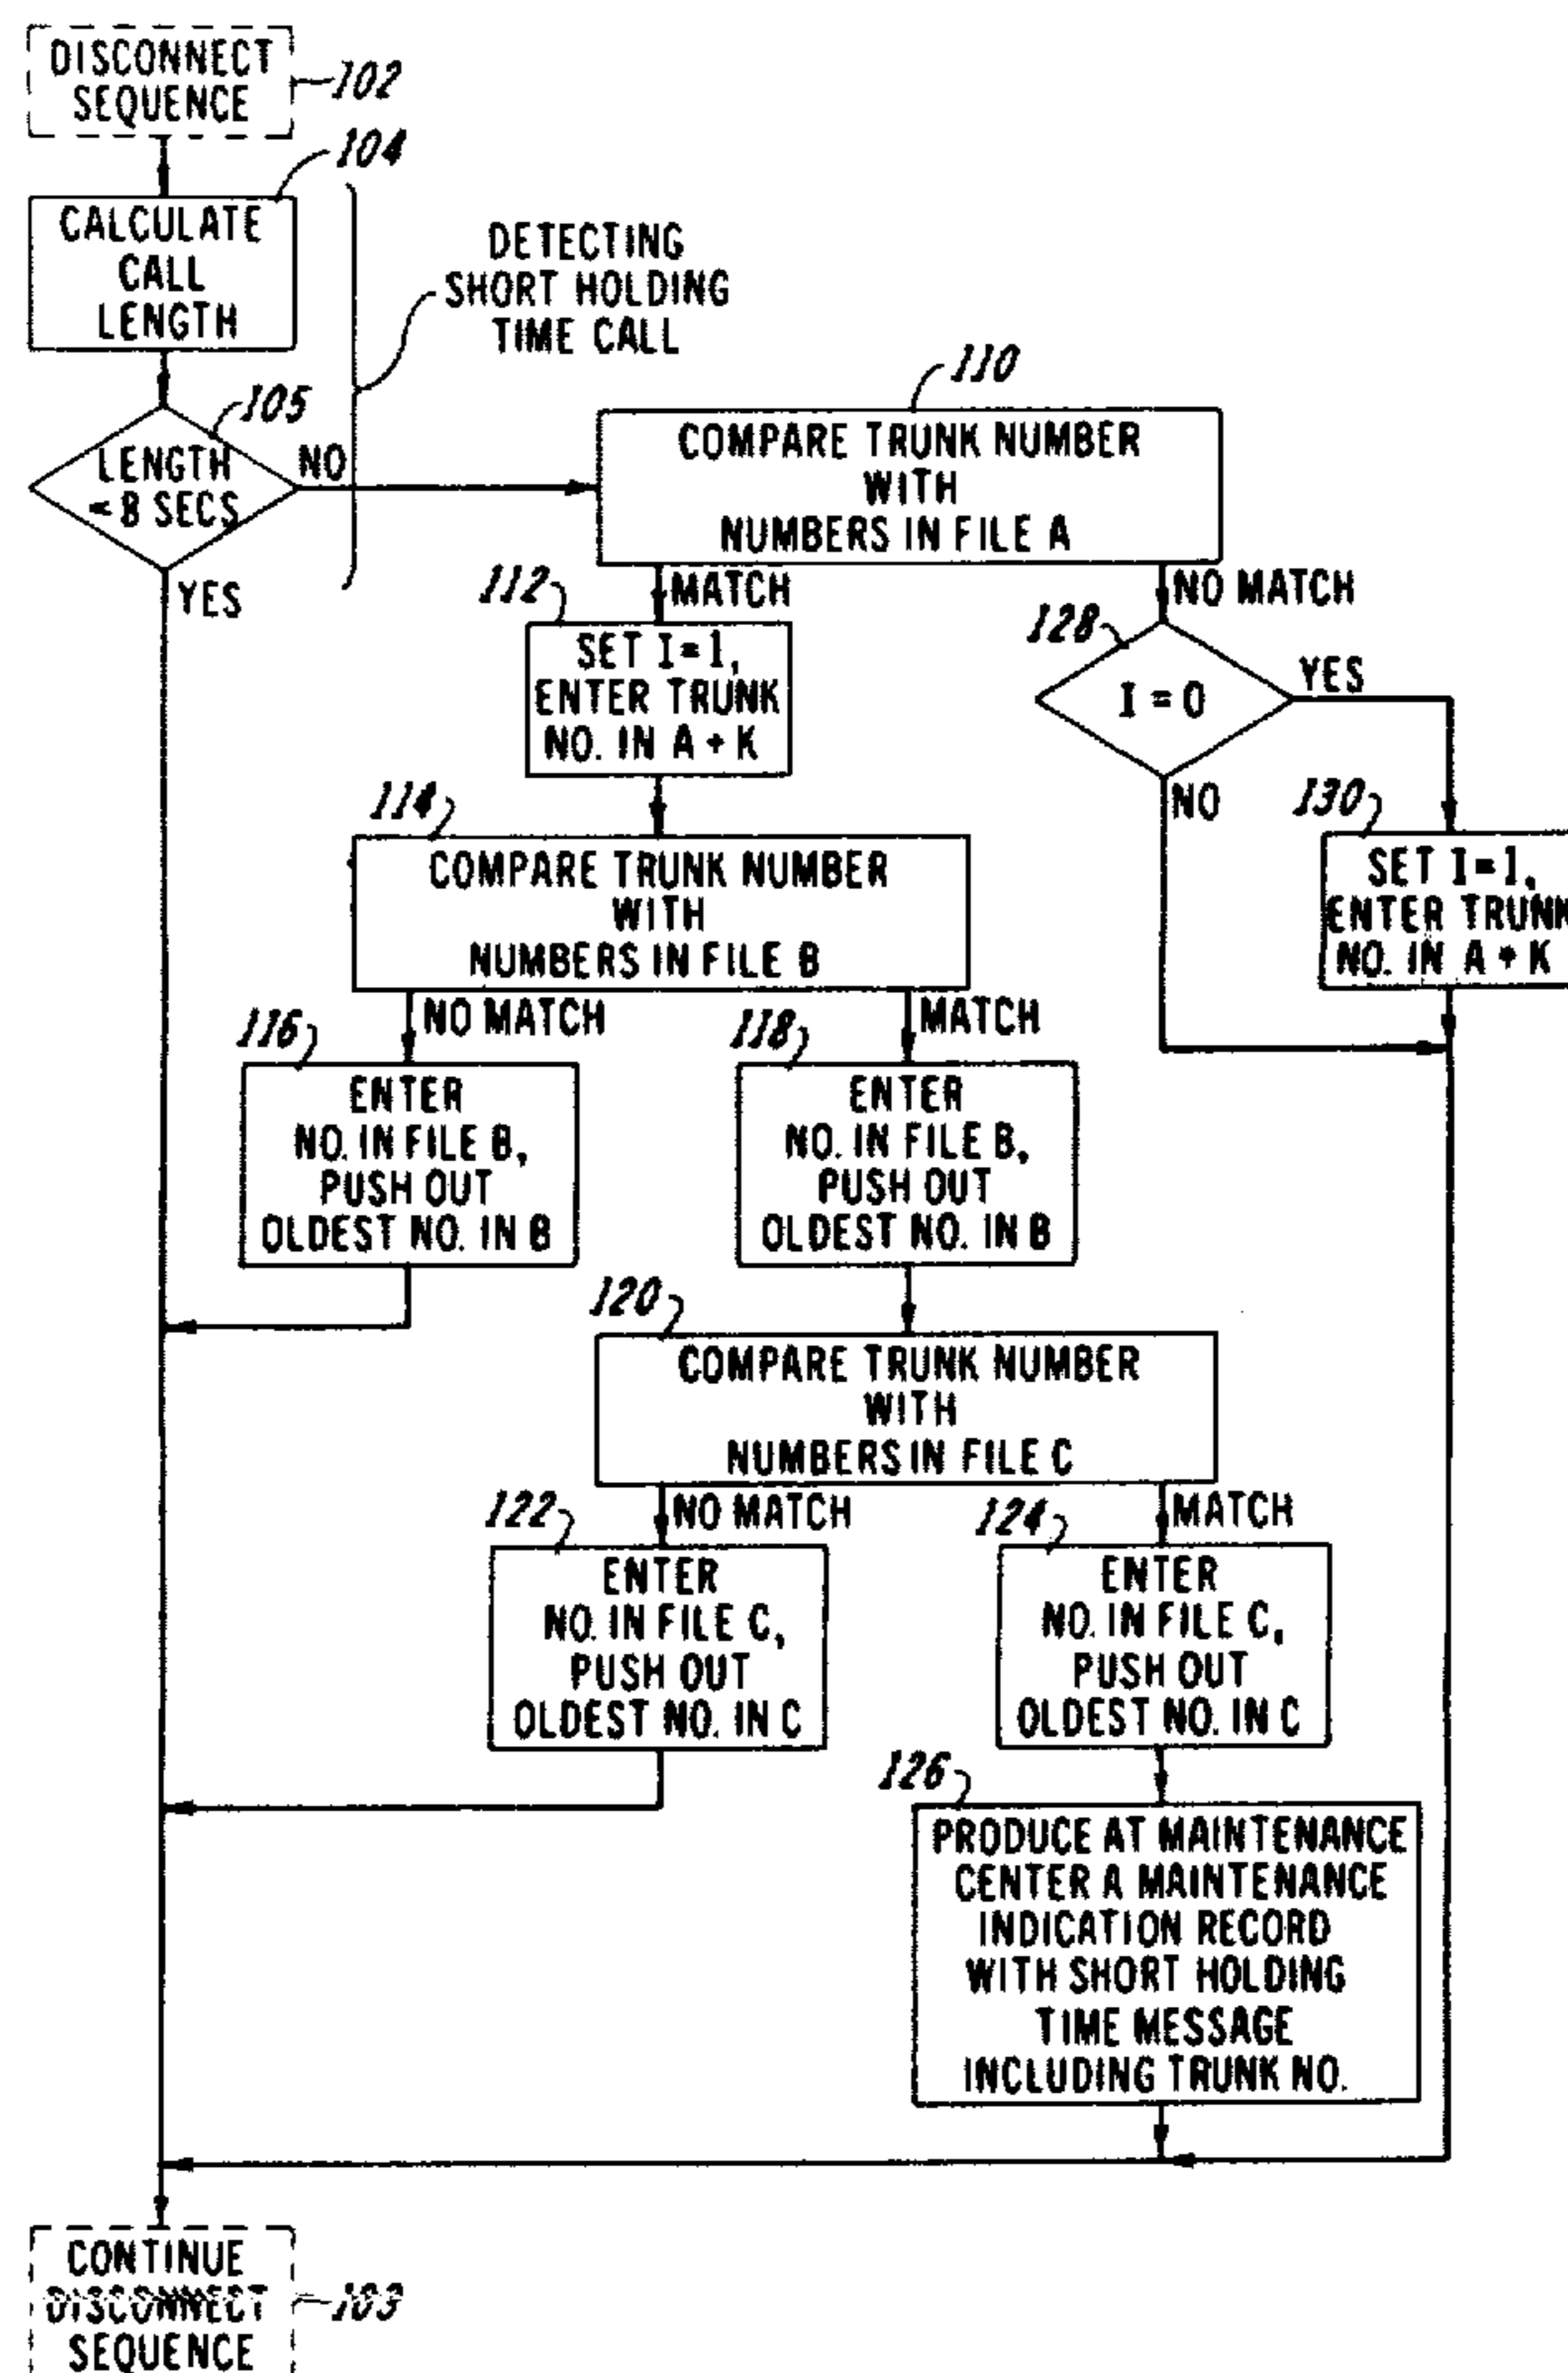 DISCONNECT
SEQUENCE
102
104
CALCULATE
CALL
LENGTH
DETECTING
SHORT HOLDING
TIME CALL
105
LENGTH
< 8 SECS
NO
YES
110
COMPARE TRUNK NUMBER
WITH
NUMBERS IN FILE A
112
MATCH
NO MATCH
SET I=1,
ENTER TRUNK
NO. IN A + K
128
I = 0
YES
NO
130
SET I=1,
ENTER TRUNK
NO. IN A + K
114
COMPARE TRUNK NUMBER
WITH
NUMBERS IN FILE B
116
NO MATCH
118
MATCH
ENTER
NO. IN FILE B,
PUSH OUT
OLDEST NO. IN B
ENTER
NO. IN FILE B,
PUSH OUT
OLDEST NO. IN B
120
COMPARE TRUNK NUMBER
WITH
NUMBERS IN FILE C
122
NO MATCH
124
MATCH
ENTER
NO. IN FILE C,
PUSH OUT
OLDEST NO. IN C
ENTER
NO. IN FILE C,
PUSH OUT
OLDEST NO. IN C
126
PRODUCE AT MAINTENANCE
CENTER A MAINTENANCE
INDICATION RECORD
WITH SHORT HOLDING
TIME MESSAGE
INCLUDING TRUNK NO.
CONTINUE
DISCONNECT
SEQUENCE
103